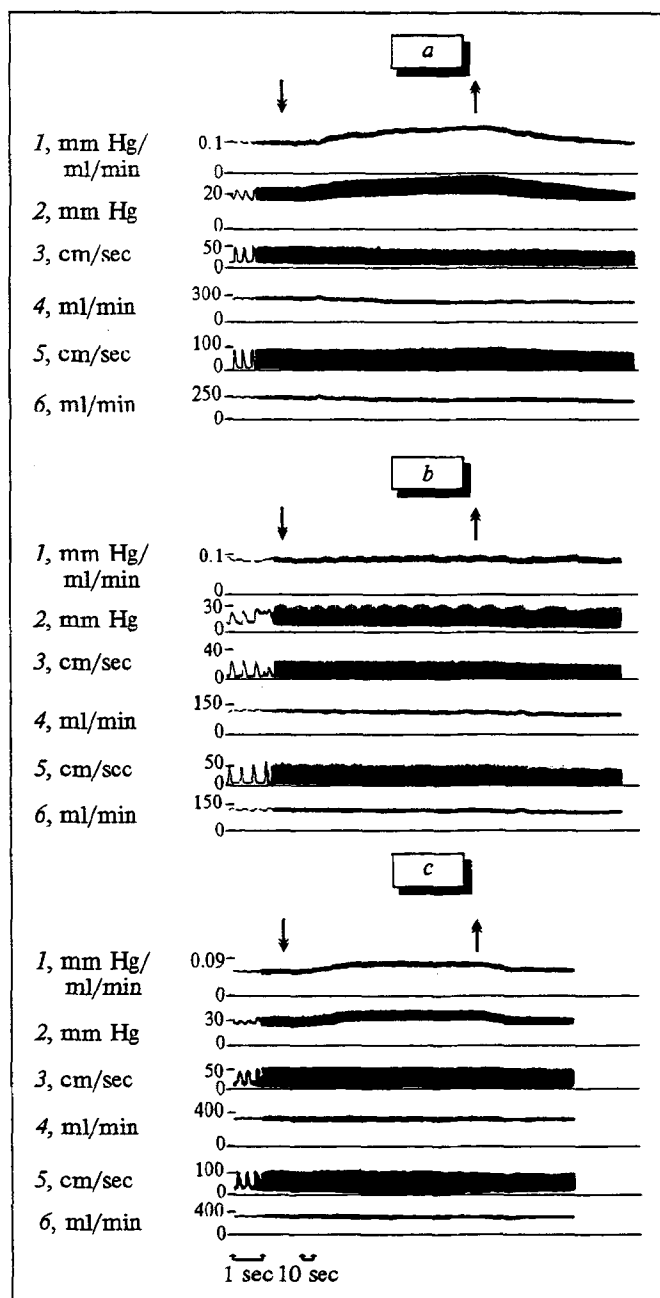 a
1, mm Hg/ 0.1
ml/min 0
20
2, mm Hg 0
3, cm/sec 50
0
4, ml/min 300
0
5, cm/sec 100
0
6, ml/min 250
0
b
1, mm Hg/ 0.1
ml/min 0
2, mm Hg 30
0
3, cm/sec 40
0
4, ml/min 150
0
5, cm/sec 50
0
6, ml/min 150
0
c
1, mm Hg/ 0.09
ml/min 0
2, mm Hg 30
0
3, cm/sec 50
0
4, ml/min 400
0
5, cm/sec 100
0
6, ml/min 400
0
1 sec 10 sec